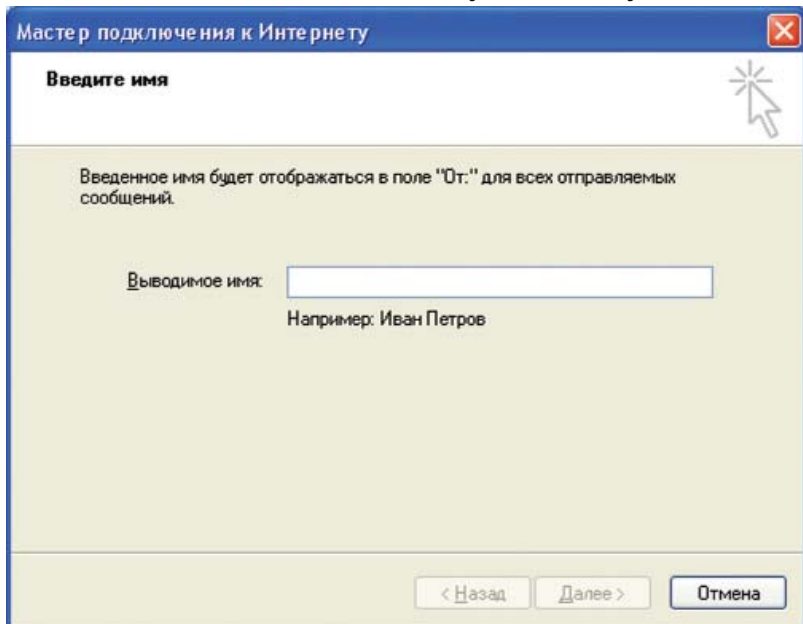 Мастер подключения к Интернету
Введите имя
Введенное имя будет отображаться в поле "От:" для всех отправляемых
сообщений.
Выводимое имя:
Например: Иван Петров
< Назад Далее > Отмена